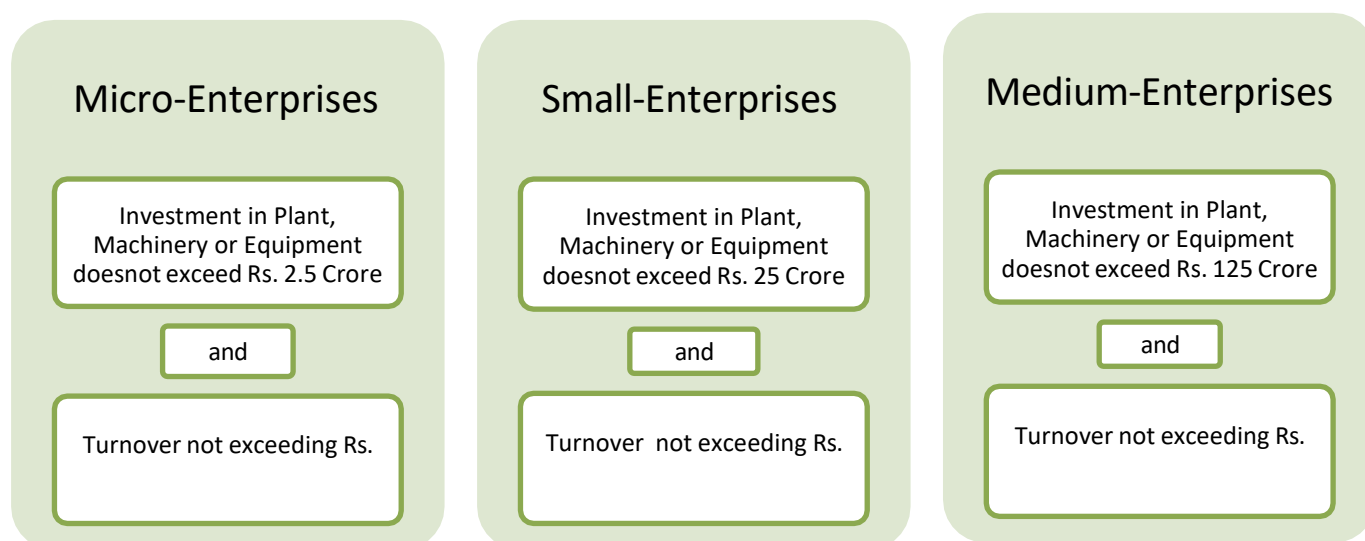 Micro-Enterprises
Investment in Plant,
Machinery or Equipment
doesnot exceed Rs. 2.5 Crore
and
Turnover not exceeding Rs.
Small-Enterprises
Investment in Plant,
Machinery or Equipment
doesnot exceed Rs. 25 Crore
and
Turnover not exceeding Rs.
Medium-Enterprises
Investment in Plant,
Machinery or Equipment
doesnot exceed Rs. 125 Crore
and
Turnover not exceeding Rs.